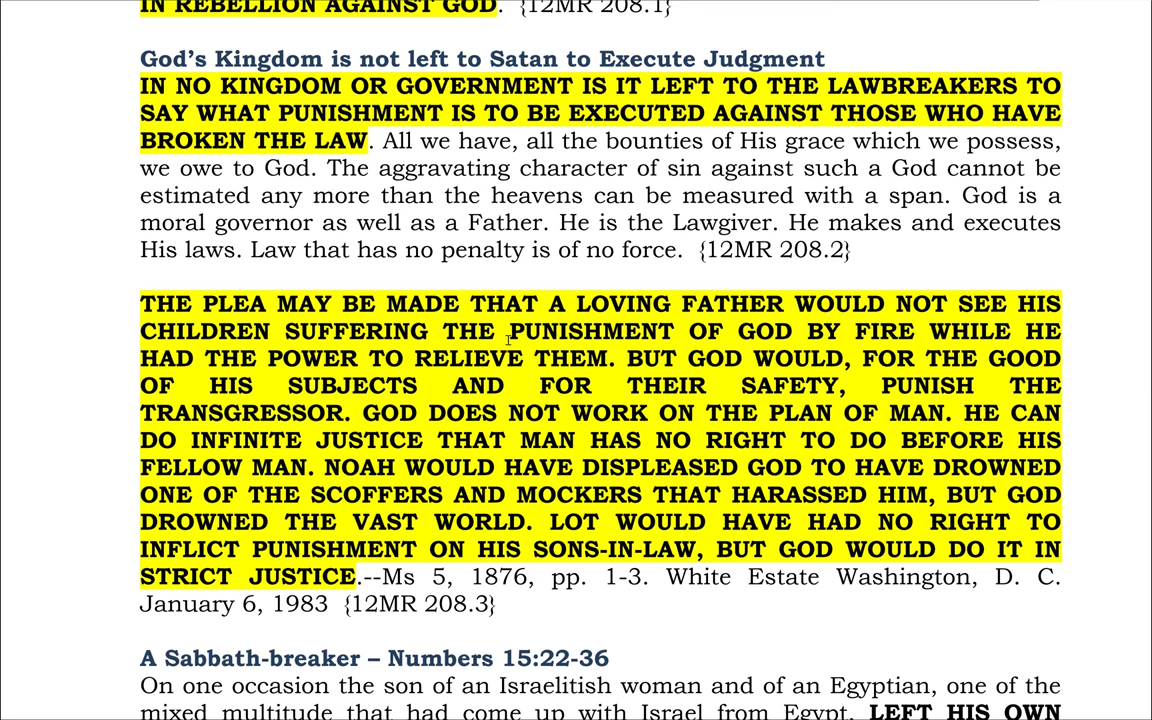 IN REBELLION AGAINST GOD. {12MR 208.1}
God’s Kingdom is not left to Satan to Execute Judgment
IN NO KINGDOM OR GOVERNMENT IS IT LEFT TO THE LAWBREAKERS TO
SAY WHAT PUNISHMENT IS TO BE EXECUTED AGAINST THOSE WHO HAVE
BROKEN THE LAW. All we have, all the bounties of His grace which we possess,
we owe to God. The aggravating character of sin against such a God cannot be
estimated any more than the heavens can be measured with a span. God is a
moral governor as well as a Father. He is the Lawgiver. He makes and executes
His laws. Law that has no penalty is of no force. {12MR 208.2}
THE PLEA MAY BE MADE THAT A LOVING FATHER WOULD NOT SEE HIS
CHILDREN SUFFERING THE PUNISHMENT OF GOD BY FIRE WHILE HE
HAD THE POWER TO RELIEVE THEM. BUT GOD WOULD, FOR THE GOOD
OF HIS SUBJECTS AND FOR THEIR SAFETY, PUNISH THE
TRANSGRESSOR. GOD DOES NOT WORK ON THE PLAN OF MAN. HE CAN
DO INFINITE JUSTICE THAT MAN HAS NO RIGHT TO DO BEFORE HIS
FELLOW MAN. NOAH WOULD HAVE DISPLEASED GOD TO HAVE DROWNED
ONE OF THE SCOFFERS AND MOCKERS THAT HARASSED HIM, BUT GOD
DROWNED THE VAST WORLD. LOT WOULD HAVE HAD NO RIGHT TO
INFLICT PUNISHMENT ON HIS SONS-IN-LAW, BUT GOD WOULD DO IT IN
STRICT JUSTICE.--Ms 5, 1876, pp. 1-3. White Estate Washington, D. C.
January 6, 1983 {12MR 208.3}
A Sabbath-breaker – Numbers 15:22-36
On one occasion the son of an Israelitish woman and of an Egyptian, one of the
mixed multitude that had come up with Israel from Egypt, LEFT HIS OWN